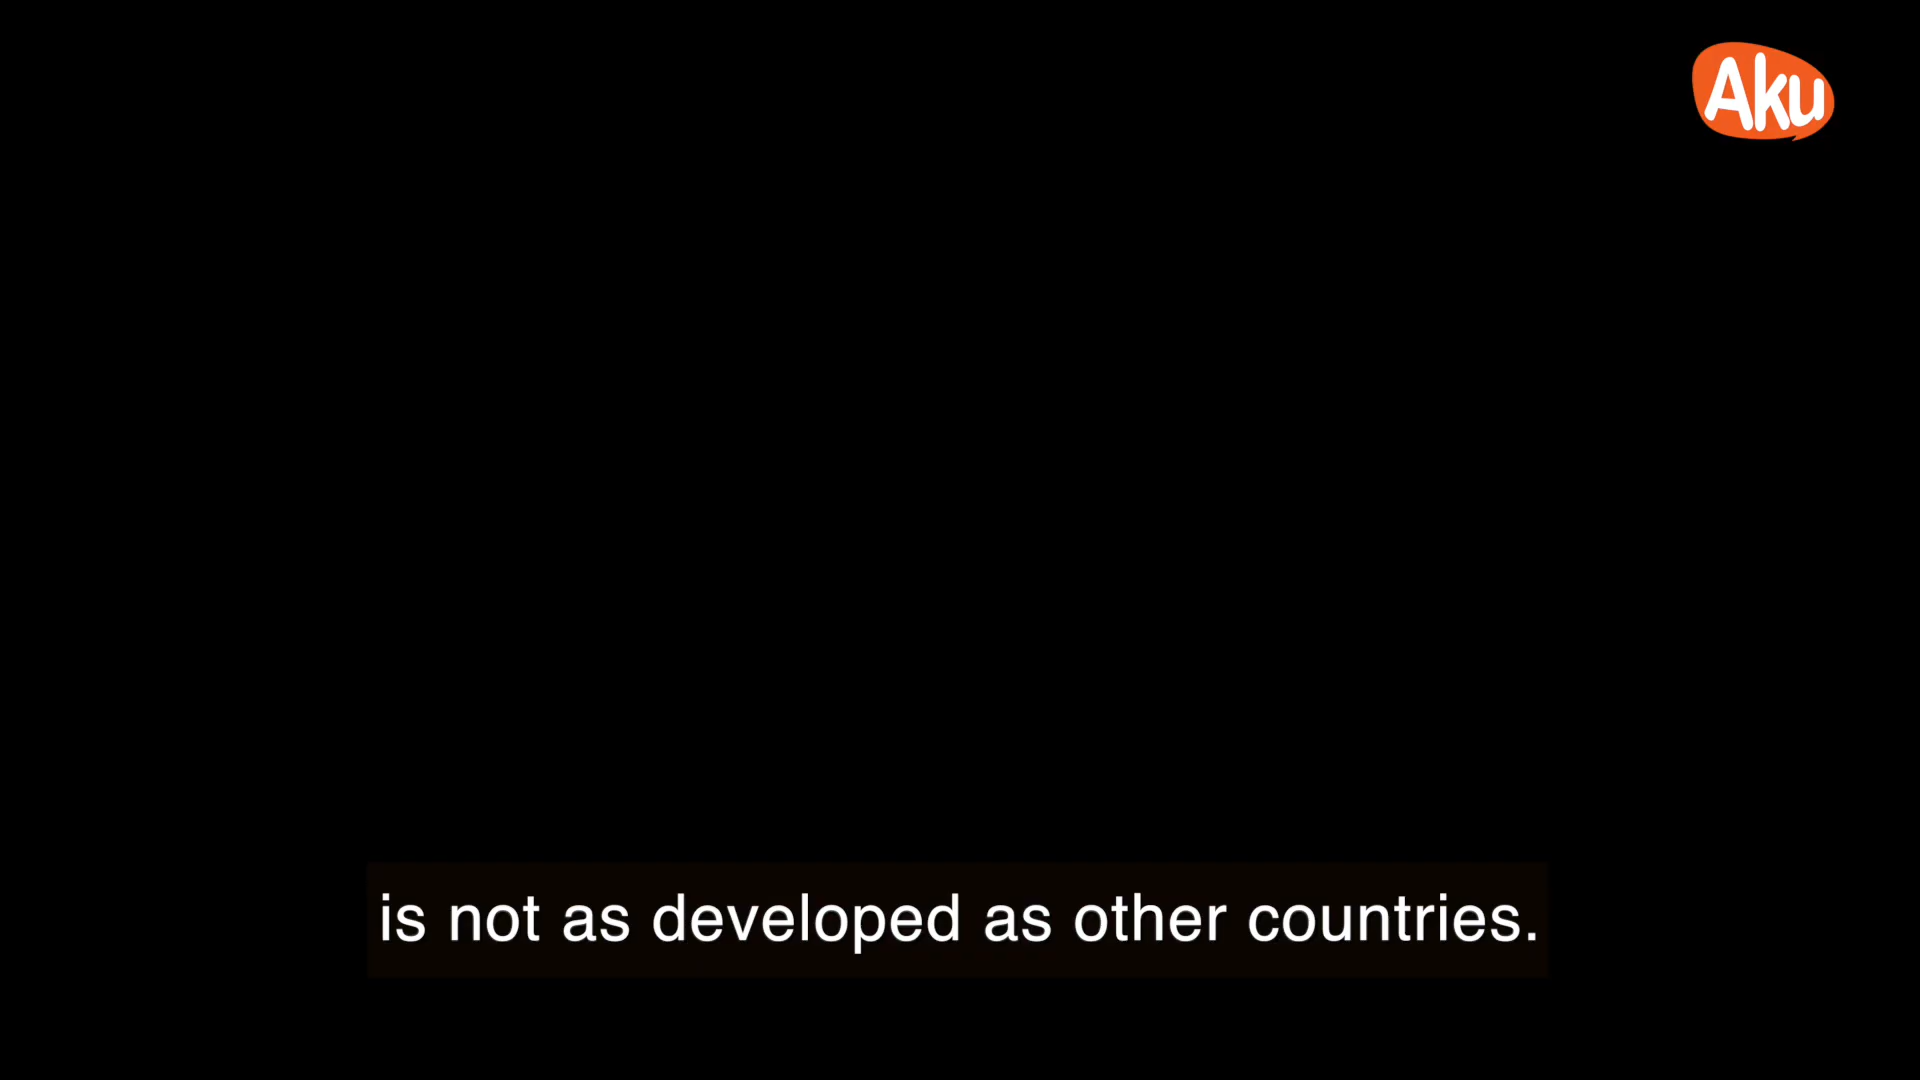 Aku
is not as developed as other countries.